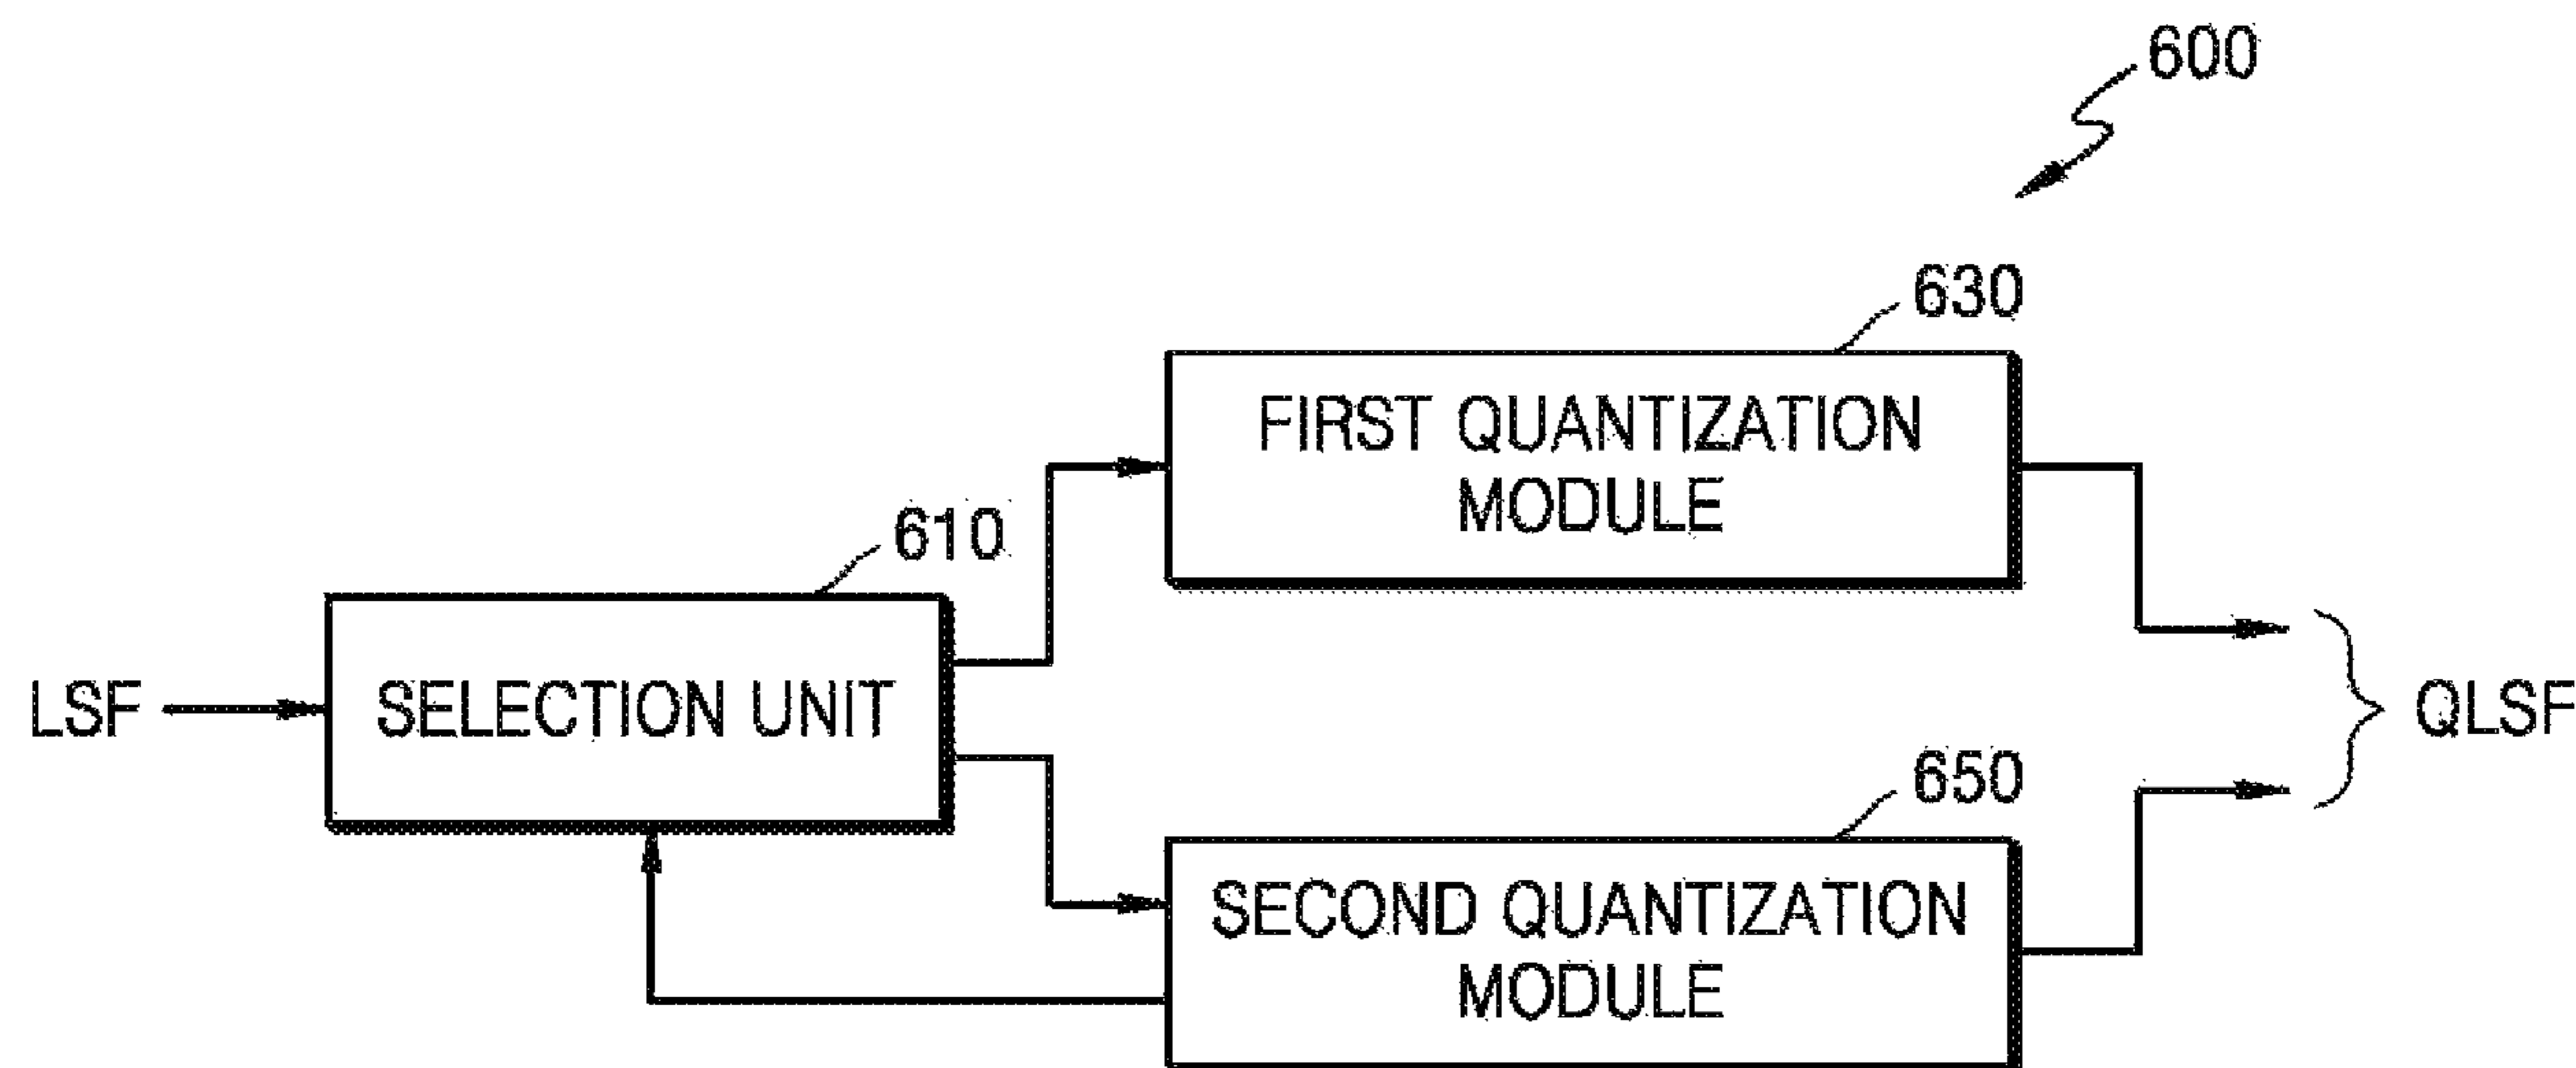 600
630
FIRST QUANTIZATION
MODULE
610
LSF
SELECTION UNIT
QLSF
650
SECOND QUANTIZATION
MODULE